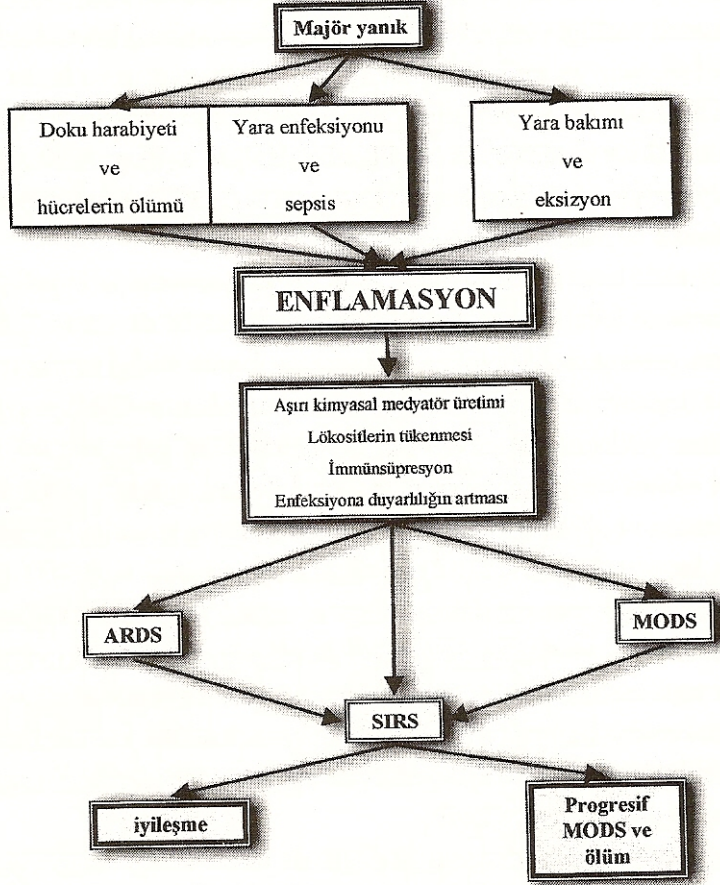 Majör yanık
Doku harabiyeti
ve
hücrelerin ölümü
Yara enfeksiyonu
ve
sepsis
Yara bakımı
ve
eksizyon
ENFLAMASYON
Aşırı kimyasal medyatör üretimi
Lökositlerin tükenmesi
İmmünsüpresyon
Enfeksiyona duyarlılığın artması
ARDS
MODS
SIRS
iyileşme
Progresif
MODS ve
ölüm